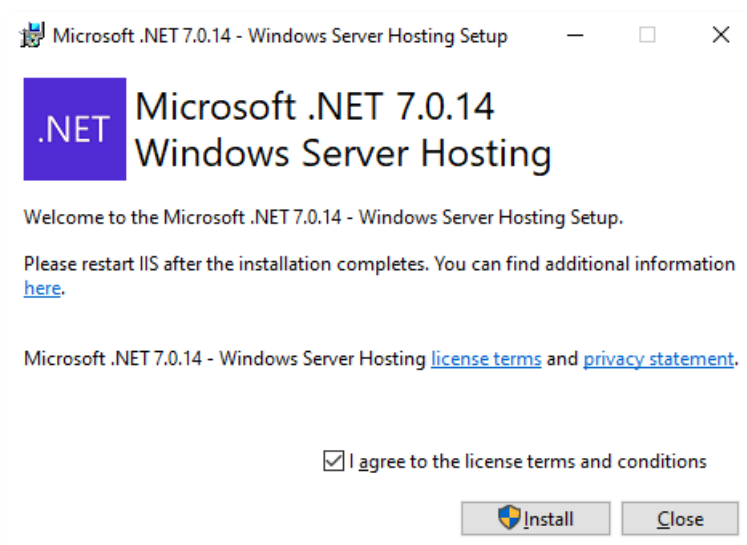 Microsoft .NET 7.0.14 - Windows Server Hosting Setup
.NET
Microsoft .NET 7.0.14
Windows Server Hosting
Welcome to the Microsoft .NET 7.0.14 - Windows Server Hosting Setup.
Please restart IIS after the installation completes. You can find additional information
here.
Microsoft .NET 7.0.14 - Windows Server Hosting license terms and privacy statement.
I agree to the license terms and conditions
Install
Close